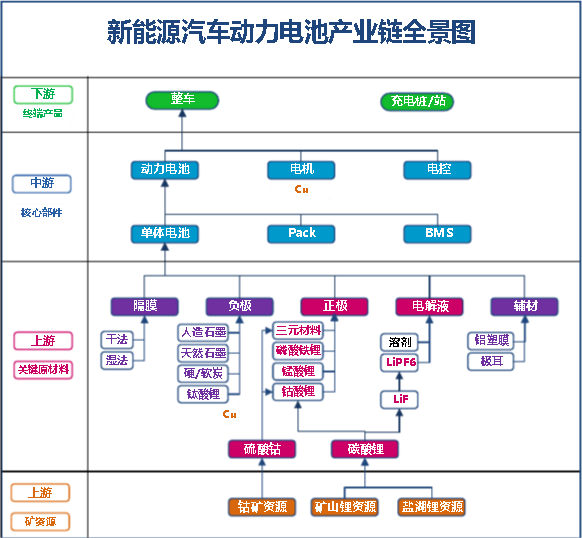 新能源汽车动力电池产业链全景图
下游
终端产品
整车
充电桩/站
中游
核心部件
动力电池
电机
电控
Cu
单体电池
Pack
BMS
上游
关键原材料
隔膜
负极
正极
电解液
辅材
干法
湿法
人造石墨
天然石墨
硬/软炭
钛酸锂
Cu
三元材料
磷酸铁锂
锰酸锂
钴酸锂
溶剂
LiPF6
LiF
铝塑膜
极耳
硫酸钴
碳酸锂
上游
矿资源
钴矿资源
矿山锂资源
盐湖锂资源